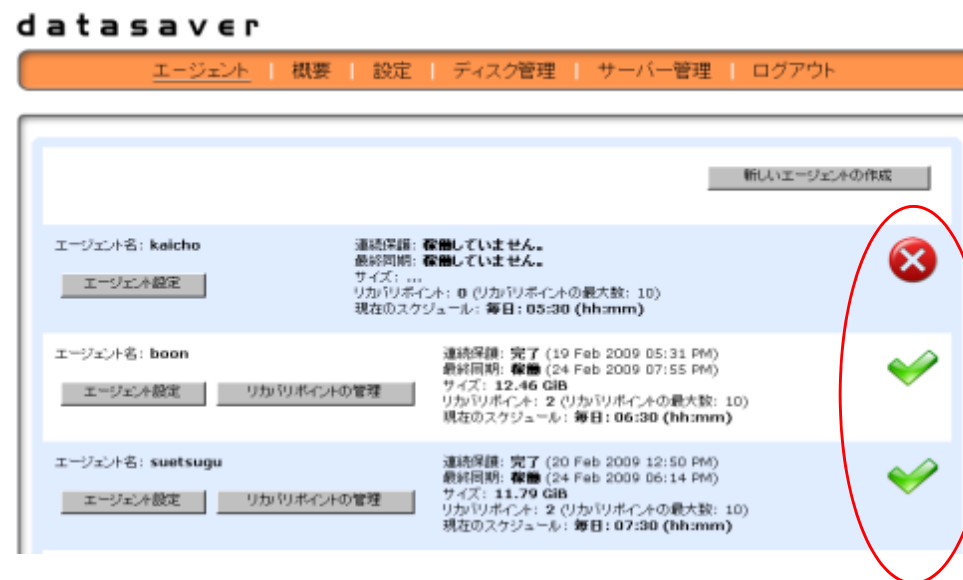 datasaver
エージェント | 概要 | 設定 | ディスク管理 | サーバー管理 | ログアウト
新しいエージェントの作成
エージェント名: kaicho
エージェント設定
連続保護: 稼働していません。
最終同期: 稼働していません。
サイズ: ...
リカバリポイント: 0 (リカバリポイントの最大数: 10)
現在のスケジュール: 毎日: 05:30 (hh:mm)
エージェント名: boon
エージェント設定
リカバリポイントの管理
連続保護: 完了 (19 Feb 2009 05:31 PM)
最終同期: 稼働 (24 Feb 2009 07:55 PM)
サイズ: 12.46 GiB
リカバリポイント: 2 (リカバリポイントの最大数: 10)
現在のスケジュール: 毎日: 06:30 (hh:mm)
エージェント名: suetsugu
エージェント設定
リカバリポイントの管理
連続保護: 完了 (20 Feb 2009 12:50 PM)
最終同期: 稼働 (24 Feb 2009 06:14 PM)
サイズ: 11.79 GiB
リカバリポイント: 2 (リカバリポイントの最大数: 10)
現在のスケジュール: 毎日: 07:30 (hh:mm)